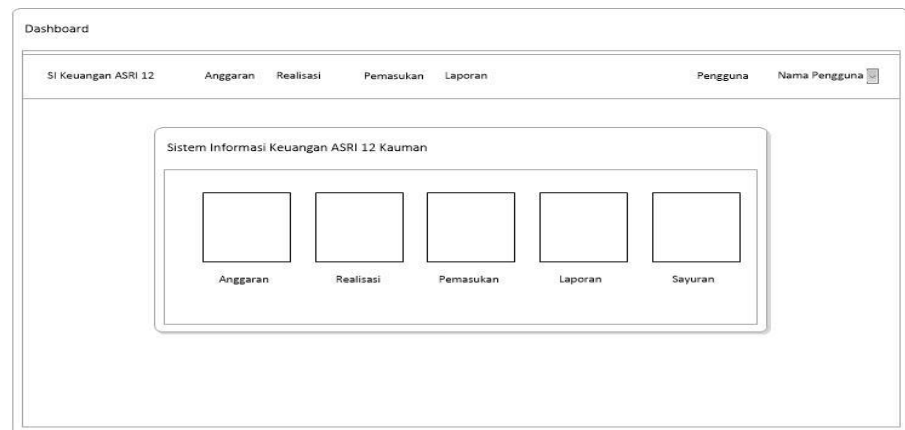 Dashboard
SI Keuangan ASRI 12 Anggaran Realisasi Pemasukan Laporan Pengguna Nama Pengguna
Sistem Informasi Keuangan ASRI 12 Kauman
Anggaran Realisasi Pemasukan Laporan Sayuran